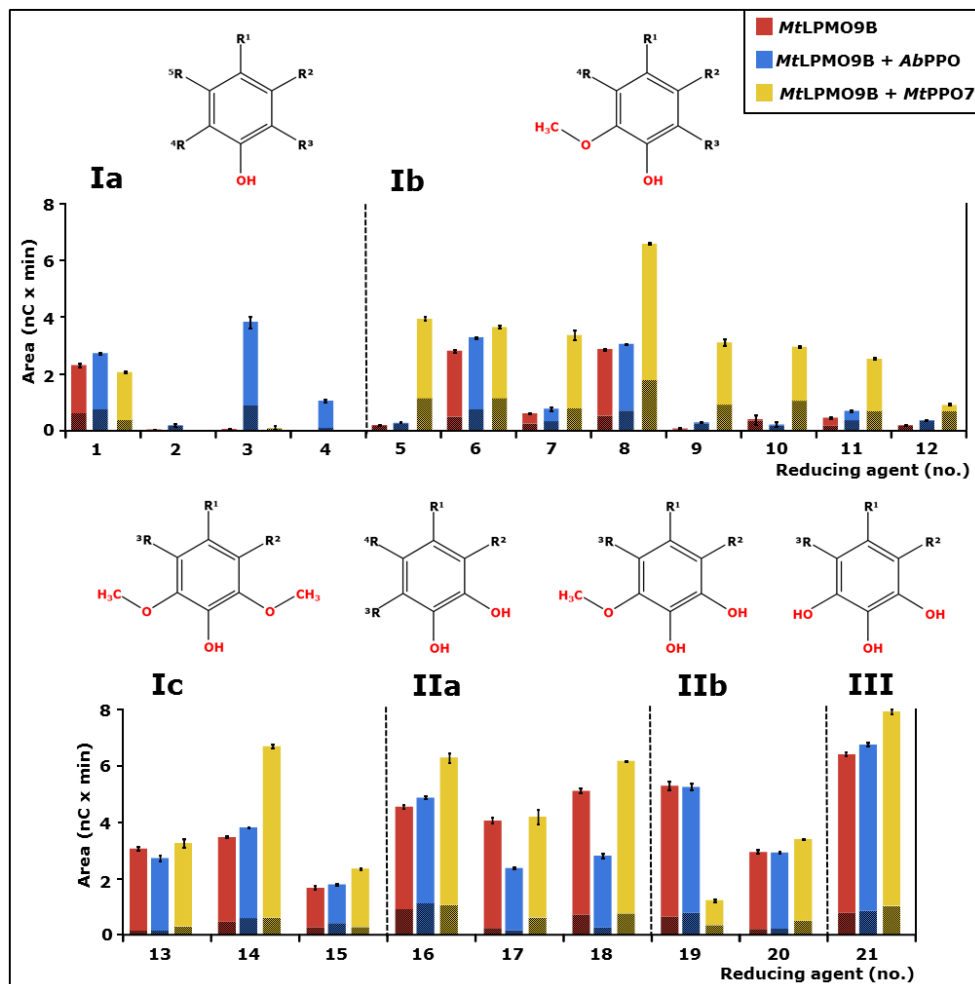 MtLPMO9B
MtLPMO9B + AbPPO
MtLPMO9B + MtPPO7
R¹
⁵R
R²
⁴R
R³
OH
Ia
R¹
⁴R
R²
H₃C
O
R³
OH
Ib
Area (nC x min)
8
6
4
2
0
1 2 3 4 5 6 7 8 9 10 11 12
Reducing agent (no.)
R¹
³R
R²
H₃C
O
O
CH₃
OH
Ic
R¹
⁴R
R²
³R
OH
OH
IIa
R¹
³R
R²
H₃C
O
OH
OH
IIb
R¹
³R
R²
HO
OH
OH
III
Area (nC x min)
8
6
4
2
0
13 14 15 16 17 18 19 20 21
Reducing agent (no.)